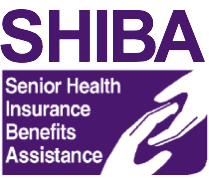 SHIBA
Senior Health
Insurance
Benefits
Assistance